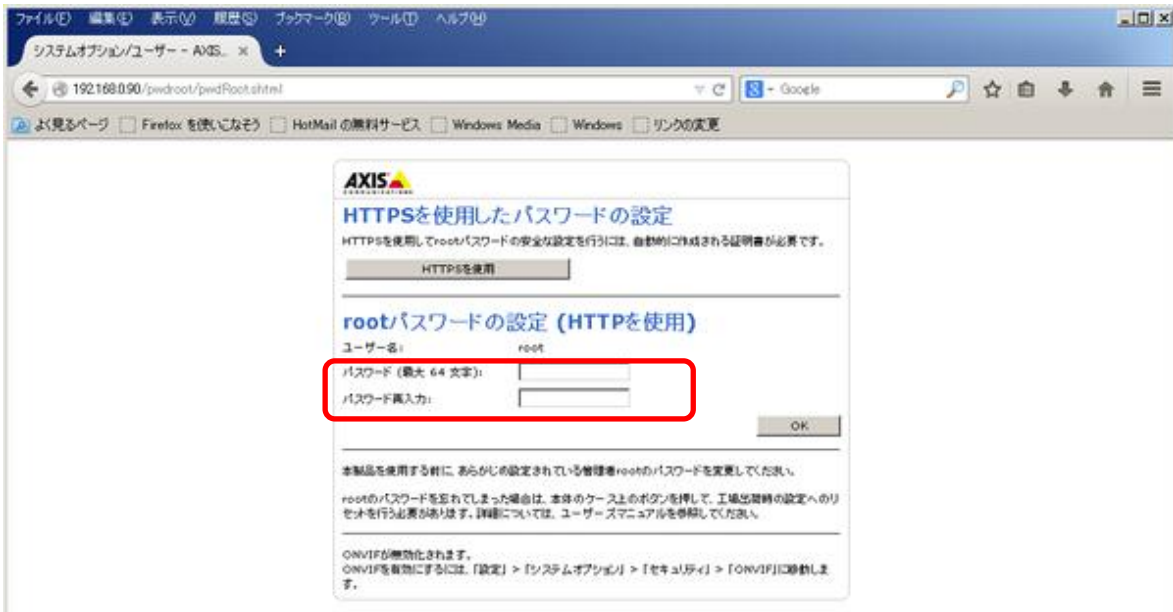 ファイル(F) 編集(E) 表示(V) 履歴(S) ブックマーク(B) ツール(T) ヘルプ(H)
システムオプション/ユーザー - AXIS... × +
192.168.0.90/pwdroot/pwdRoot.shtml
Google
よく見るページ Firefox を使いこなそう HotMail の無料サービス Windows Media Windows リンクの変更
AXIS
COMMUNICATIONS
HTTPSを使用したパスワードの設定
HTTPSを使用してrootパスワードの安全な設定を行うには、自動的に作成される証明書が必要です。
HTTPSを使用
rootパスワードの設定 (HTTPを使用)
ユーザー名: root
パスワード (最大 64 文字):
パスワード再入力:
OK
本製品を使用する前に、あらかじめ設定されている管理者rootのパスワードを変更してください。
rootのパスワードを忘れてしまった場合は、本体のケース上のボタンを押して、工場出荷時の設定へのリ
セットを行う必要があります。詳細については、ユーザーズマニュアルを参照してください。
ONVIFが無効化されます。
ONVIFを有効にするには、「設定」 > 「システムオプション」 > 「セキュリティ」 > 「ONVIF」に移動しま
す。